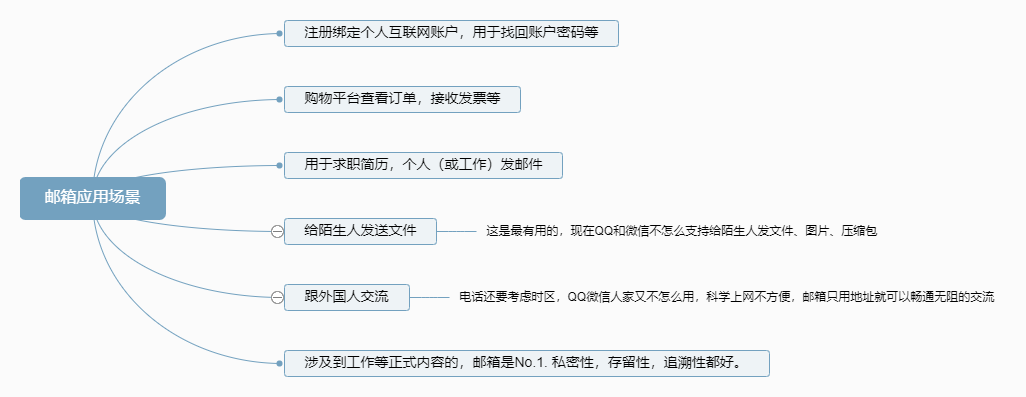 注册绑定个人互联网账户，用于找回账户密码等
购物平台查看订单，接收发票等
用于求职简历，个人（或工作）发邮件
邮箱应用场景
给陌生人发送文件
这是最有用的，现在QQ和微信不怎么支持给陌生人发文件、图片、压缩包
跟外国人交流
电话还要考虑时区，QQ微信人家又不怎么用，科学上网不方便，邮箱只用地址就可以畅通无阻的交流
涉及到工作等正式内容的，邮箱是No.1. 私密性，存留性，追溯性都好。